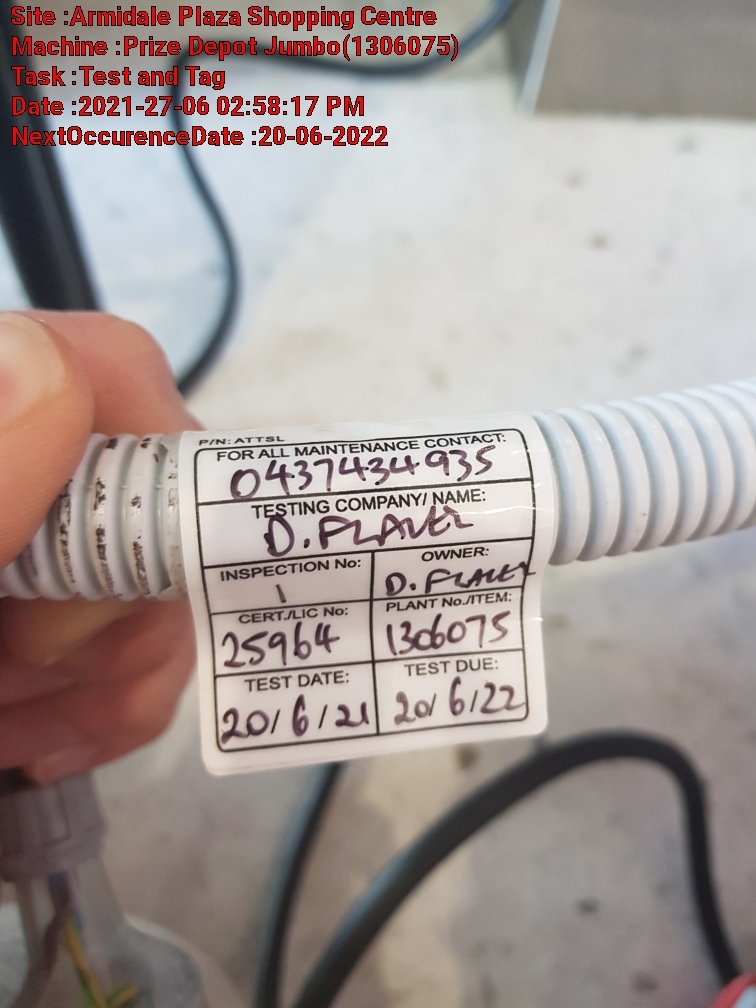 Site :Armidale Plaza Shopping Centre
Machine :Prize Depot Jumbo(1306075)
Task :Test and Tag
Date :2021-27-06 02:58:17 PM
NextOccurenceDate :20-06-2022
P/N: ATTSL
FOR ALL MAINTENANCE CONTACT:
0437434935
TESTING COMPANY/ NAME:
D. FLAVEL
INSPECTION No:
1
OWNER:
D. FLAVEL
CERT./LIC No:
25964
PLANT No./ITEM:
1306075
TEST DATE:
20/6/21
TEST DUE:
20/6/22